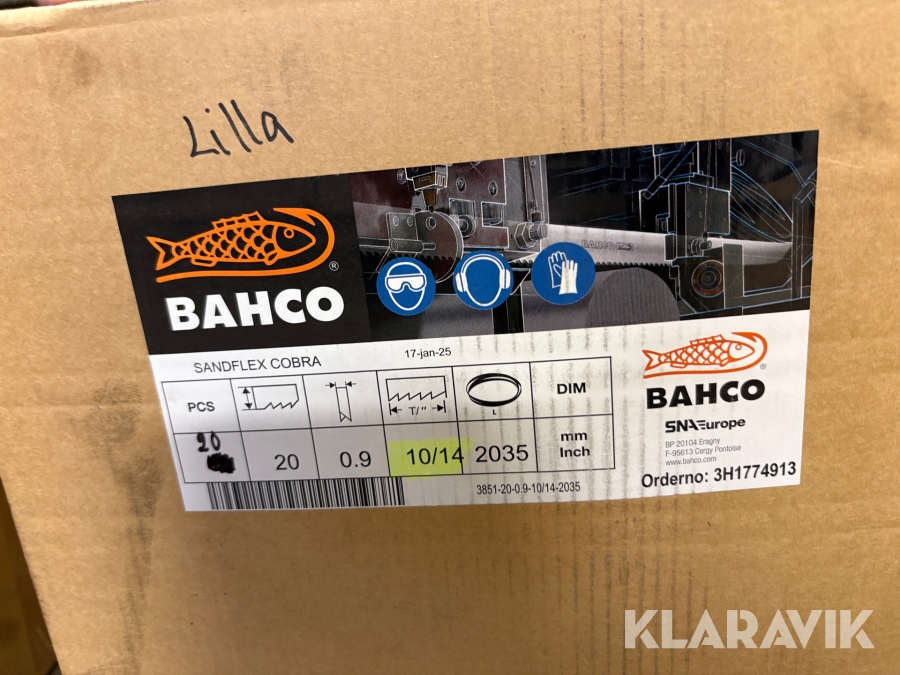 Lilla
BAHCO
BAHCO
SANDFLEX COBRA 17-jan-25
PCS T/" L DIM
20 20 0.9 10/14 2035 mm
Inch
3851-20-0.9-10/14-2035
BAHCO
SNA Europe
BP 20104 Eragny
F-95613 Cergy Pontoise
www.bahco.com
Orderno: 3H1774913
KLARAVIK